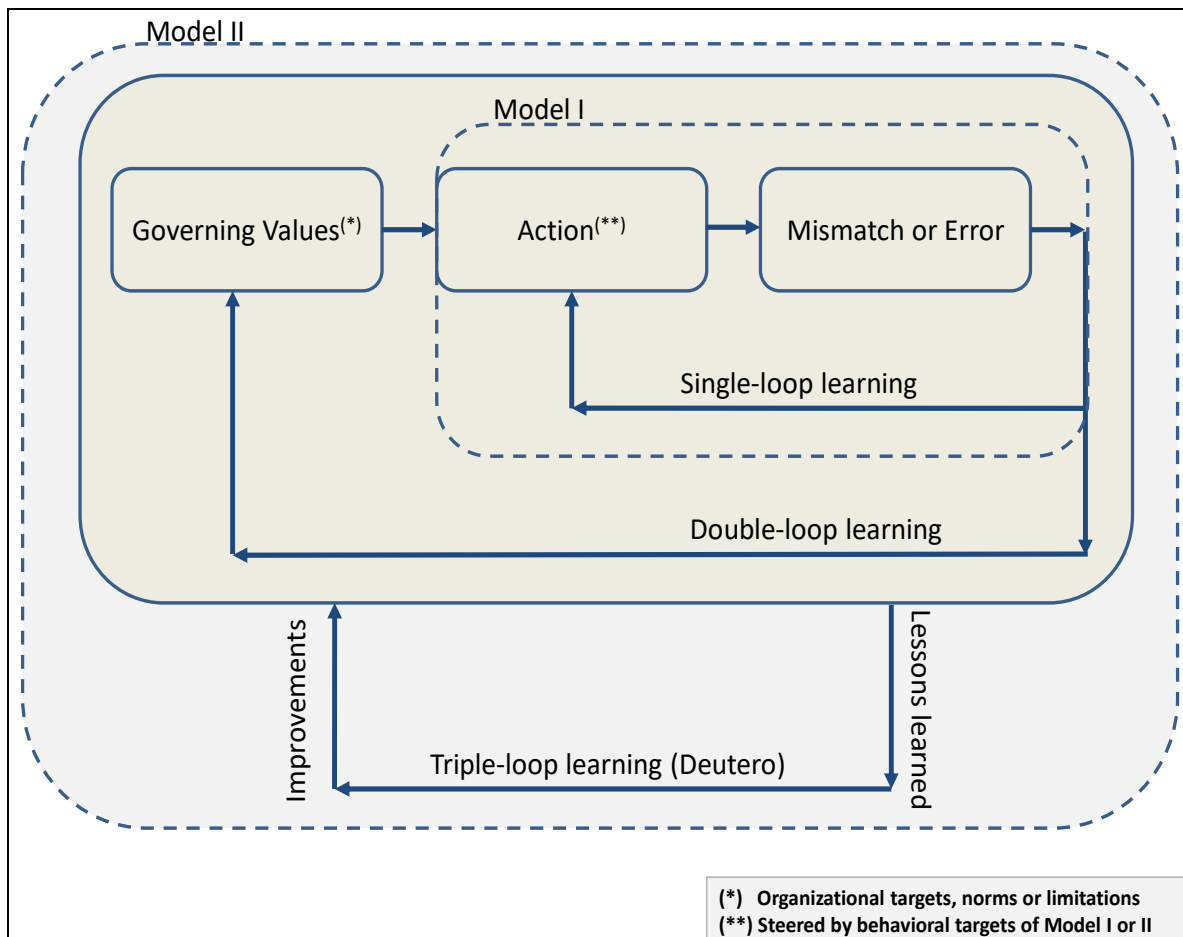 Model II
Model I
Governing Values(*)
Action(**)
Mismatch or Error
Single-loop learning
Double-loop learning
Improvements
Lessons learned
Triple-loop learning (Deutero)
(*) Organizational targets, norms or limitations
(**) Steered by behavioral targets of Model I or II